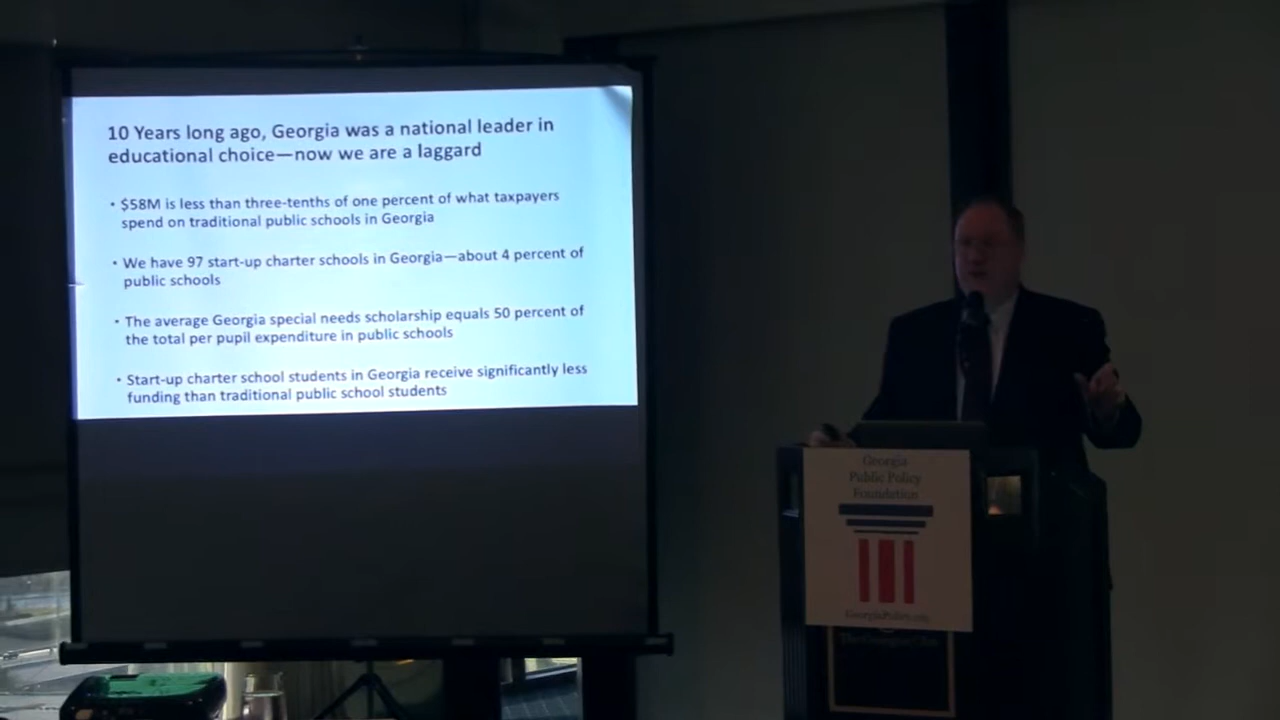 10 Years long ago, Georgia was a national leader in
educational choice—now we are a laggard
• $58M is less than three-tenths of one percent of what taxpayers
spend on traditional public schools in Georgia
• We have 97 start-up charter schools in Georgia—about 4 percent of
public schools
• The average Georgia special needs scholarship equals 50 percent of
the total per pupil expenditure in public schools
• Start-up charter school students in Georgia receive significantly less
funding than traditional public school students
Georgia
Public Policy
Foundation
GeorgiaPolicy.org